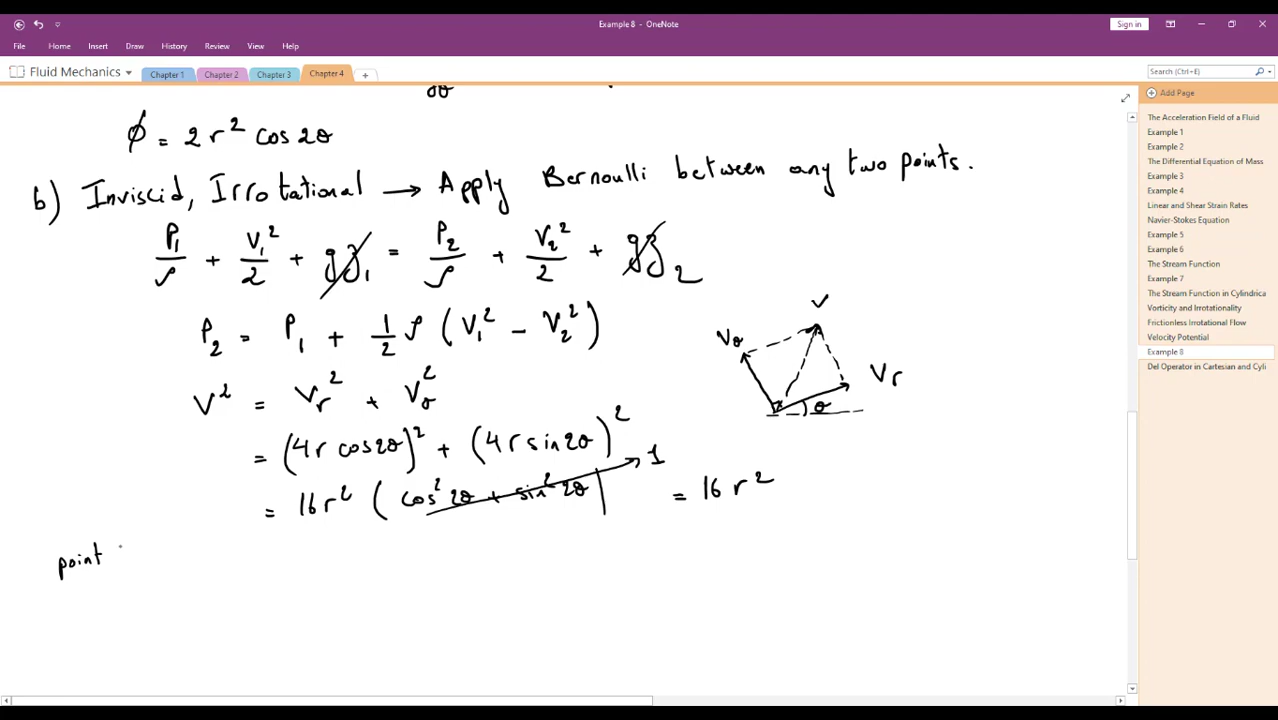 Example 8 - OneNote
Sign in
File Home Insert Draw History Review View Help
Fluid Mechanics Chapter 1 Chapter 2 Chapter 3 Chapter 4 +
Search (Ctrl+E)
Add Page
The Acceleration Field of a Fluid
Example 1
Example 2
The Differential Equation of Mass
Example 3
Example 4
Linear and Shear Strain Rates
Navier-Stokes Equation
Example 5
Example 6
The Stream Function
Example 7
The Stream Function in Cylindrica
Vorticity and Irrotationality
Frictionless Irrotational Flow
Velocity Potential
Example 8
Del Operator in Cartesian and Cyli
∂θ
ϕ = 2 r² cos 2θ
b) Inviscid, Irrotational → Apply Bernoulli between any two points.
P₁/ρ + V₁²/2 + gz₁ = P₂/ρ + V₂²/2 + gz₂
P₂ = P₁ + 1/2 ρ (V₁² - V₂²)
V² = Vr² + Vθ²
= (4r cos2θ)² + (4r sin2θ)²
= 16r² (cos² 2θ + sin² 2θ) → 1 = 16 r²
point
V
Vθ
Vr
θ